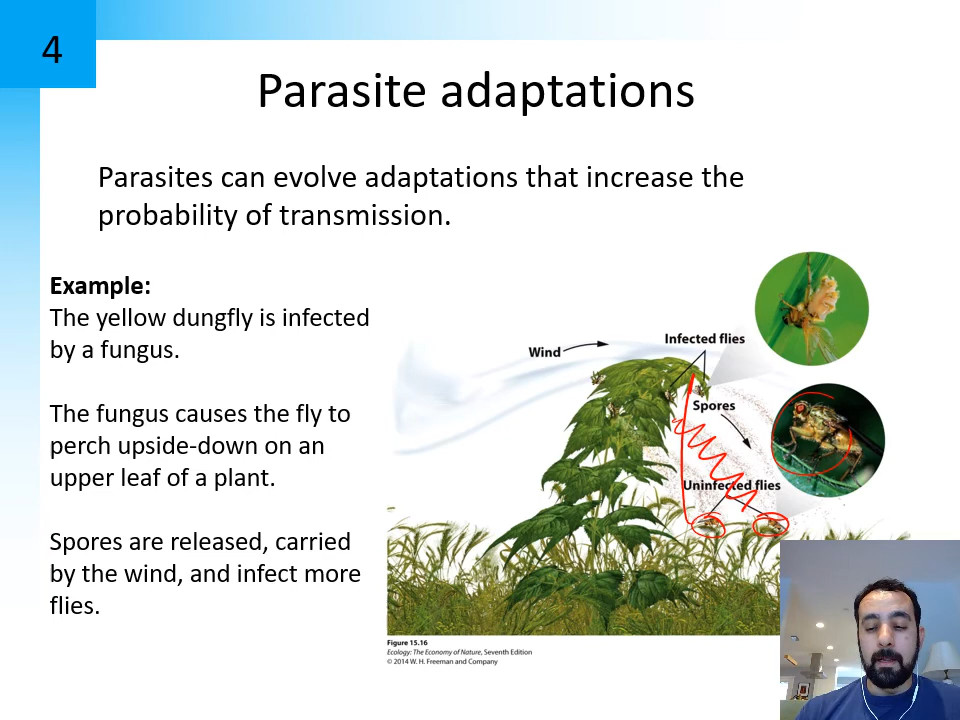 4
Parasite adaptations
Parasites can evolve adaptations that increase the
probability of transmission.
Example:
The yellow dungfly is infected
by a fungus.
The fungus causes the fly to
perch upside-down on an
upper leaf of a plant.
Spores are released, carried
by the wind, and infect more
flies.
Wind
Infected flies
Spores
Uninfected flies
Figure 15.16
Ecology: The Economy of Nature, Seventh Edition
© 2014 W. H. Freeman and Company